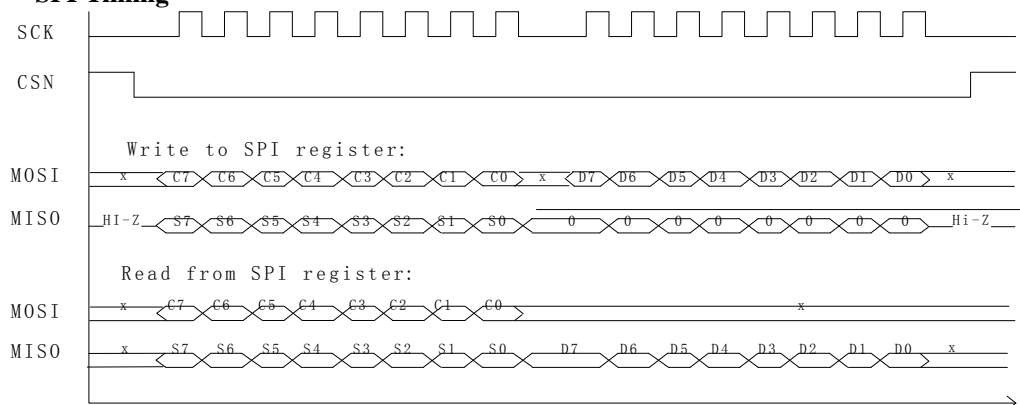 SPI Timing
SCK
CSN
Write to SPI register:
MOSI x C7 C6 C5 C4 C3 C2 C1 C0 x D7 D6 D5 D4 D3 D2 D1 D0 x
MISO HI-Z S7 S6 S5 S4 S3 S2 S1 S0 0 0 0 0 0 0 0 0 Hi-Z
Read from SPI register:
MOSI x C7 C6 C5 C4 C3 C2 C1 C0 x
MISO x S7 S6 S5 S4 S3 S2 S1 S0 D7 D6 D5 D4 D3 D2 D1 D0 x